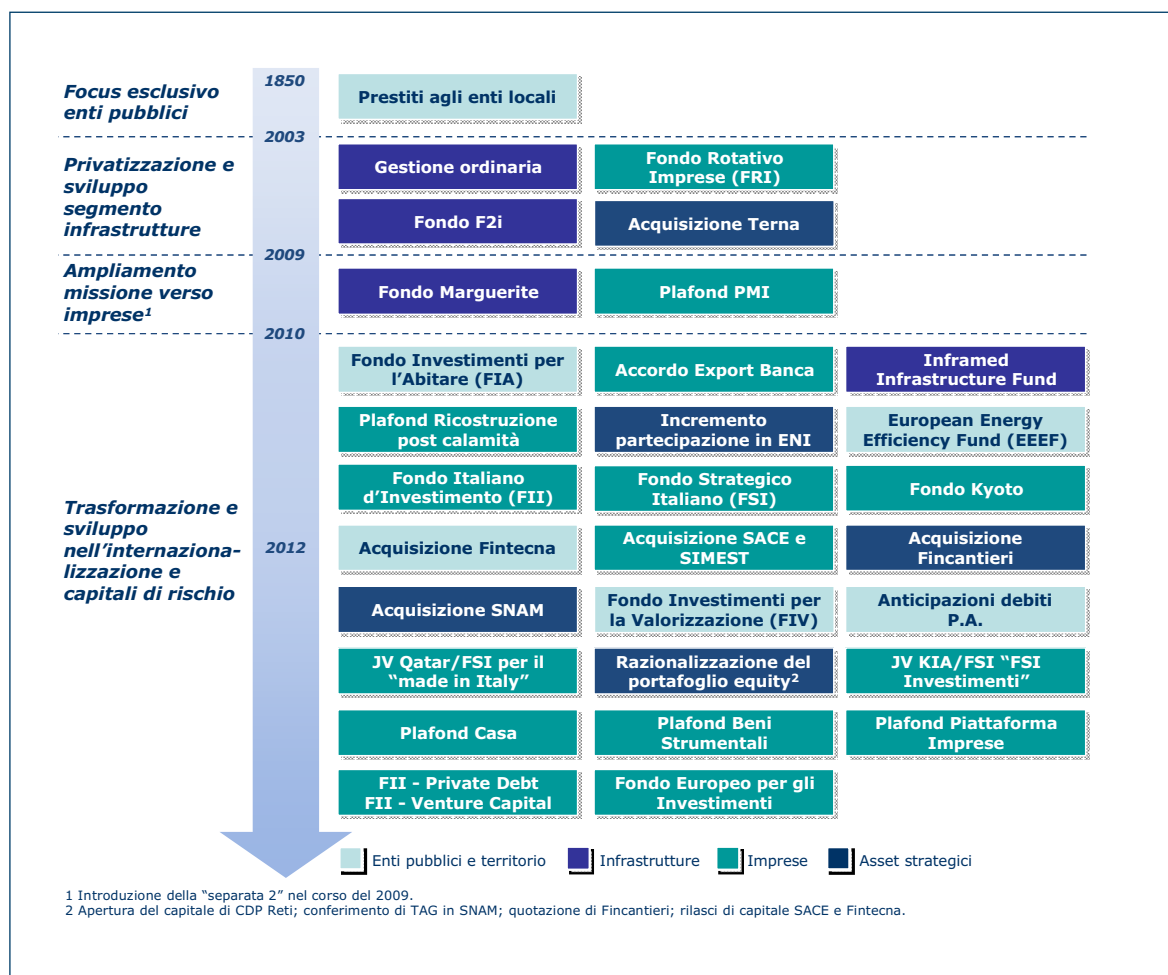 Focus esclusivo
enti pubblici
1850
Prestiti agli enti locali
2003
Privatizzazione e
sviluppo
segmento
infrastrutture
Gestione ordinaria
Fondo Rotativo
Imprese (FRI)
Fondo F2i
Acquisizione Terna
2009
Ampliamento
missione verso
imprese¹
Fondo Marguerite
Plafond PMI
2010
Trasformazione e
sviluppo
nell’internaziona-
lizzazione e
capitali di rischio
Fondo Investimenti per
l’Abitare (FIA)
Accordo Export Banca
Inframed
Infrastructure Fund
Plafond Ricostruzione
post calamità
Incremento
partecipazione in ENI
European Energy
Efficiency Fund (EEEF)
Fondo Italiano
d’Investimento (FII)
Fondo Strategico
Italiano (FSI)
Fondo Kyoto
2012
Acquisizione Fintecna
Acquisizione SACE e
SIMEST
Acquisizione
Fincantieri
Acquisizione SNAM
Fondo Investimenti per
la Valorizzazione (FIV)
Anticipazioni debiti
P.A.
JV Qatar/FSI per il
“made in Italy”
Razionalizzazione del
portafoglio equity²
JV KIA/FSI “FSI
Investimenti”
Plafond Casa
Plafond Beni
Strumentali
Plafond Piattaforma
Imprese
FII - Private Debt
FII - Venture Capital
Fondo Europeo per gli
Investimenti
Enti pubblici e territorio
Infrastrutture
Imprese
Asset strategici
1 Introduzione della “separata 2” nel corso del 2009.
2 Apertura del capitale di CDP Reti; conferimento di TAG in SNAM; quotazione di Fincantieri; rilasci di capitale SACE e Fintecna.